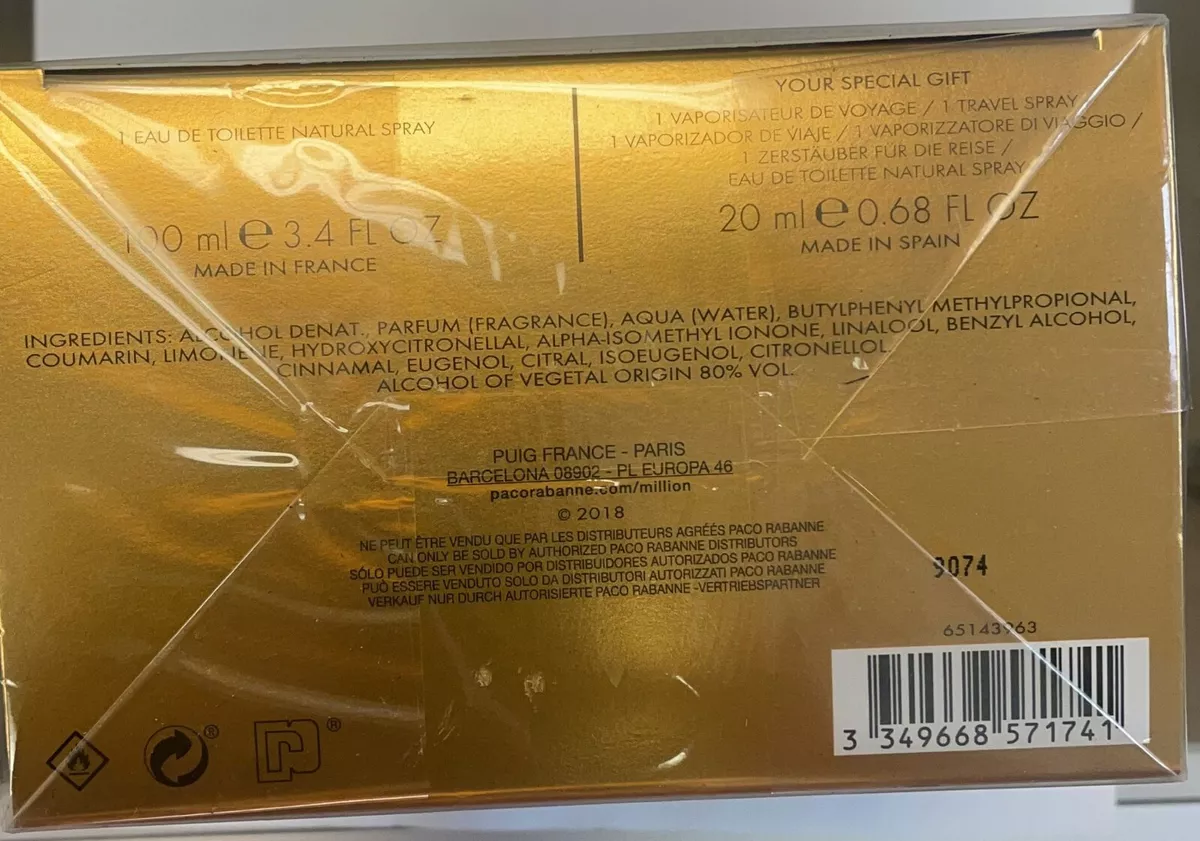 1 EAU DE TOILETTE NATURAL SPRAY
100 ml ℮ 3.4 FL OZ
MADE IN FRANCE
YOUR SPECIAL GIFT
1 VAPORISATEUR DE VOYAGE / 1 TRAVEL SPRAY
1 VAPORIZADOR DE VIAJE / 1 VAPORIZZATORE DI VIAGGIO /
1 ZERSTÄUBER FÜR DIE REISE /
EAU DE TOILETTE NATURAL SPRAY
20 ml ℮ 0.68 FL OZ
MADE IN SPAIN
INGREDIENTS: ALCOHOL DENAT., PARFUM (FRAGRANCE), AQUA (WATER), BUTYLPHENYL METHYLPROPIONAL,
COUMARIN, LIMONENE, HYDROXYCITRONELLAL, ALPHA-ISOMETHYL IONONE, LINALOOL, BENZYL ALCOHOL,
CINNAMAL, EUGENOL, CITRAL, ISOEUGENOL, CITRONELLOL.
ALCOHOL OF VEGETAL ORIGIN 80% VOL.
PUIG FRANCE - PARIS
BARCELONA 08902 - PL EUROPA 46
pacorabanne.com/million
© 2018
NE PEUT ÊTRE VENDU QUE PAR LES DISTRIBUTEURS AGRÉÉS PACO RABANNE
CAN ONLY BE SOLD BY AUTHORIZED PACO RABANNE DISTRIBUTORS
SÓLO PUEDE SER VENDIDO POR DISTRIBUIDORES AUTORIZADOS PACO RABANNE
PUÒ ESSERE VENDUTO SOLO DA DISTRIBUTORI AUTORIZZATI PACO RABANNE
VERKAUF NUR DURCH AUTORISIERTE PACO RABANNE -VERTRIEBSPARTNER
9074
65143963
3 349668 571741
® ®